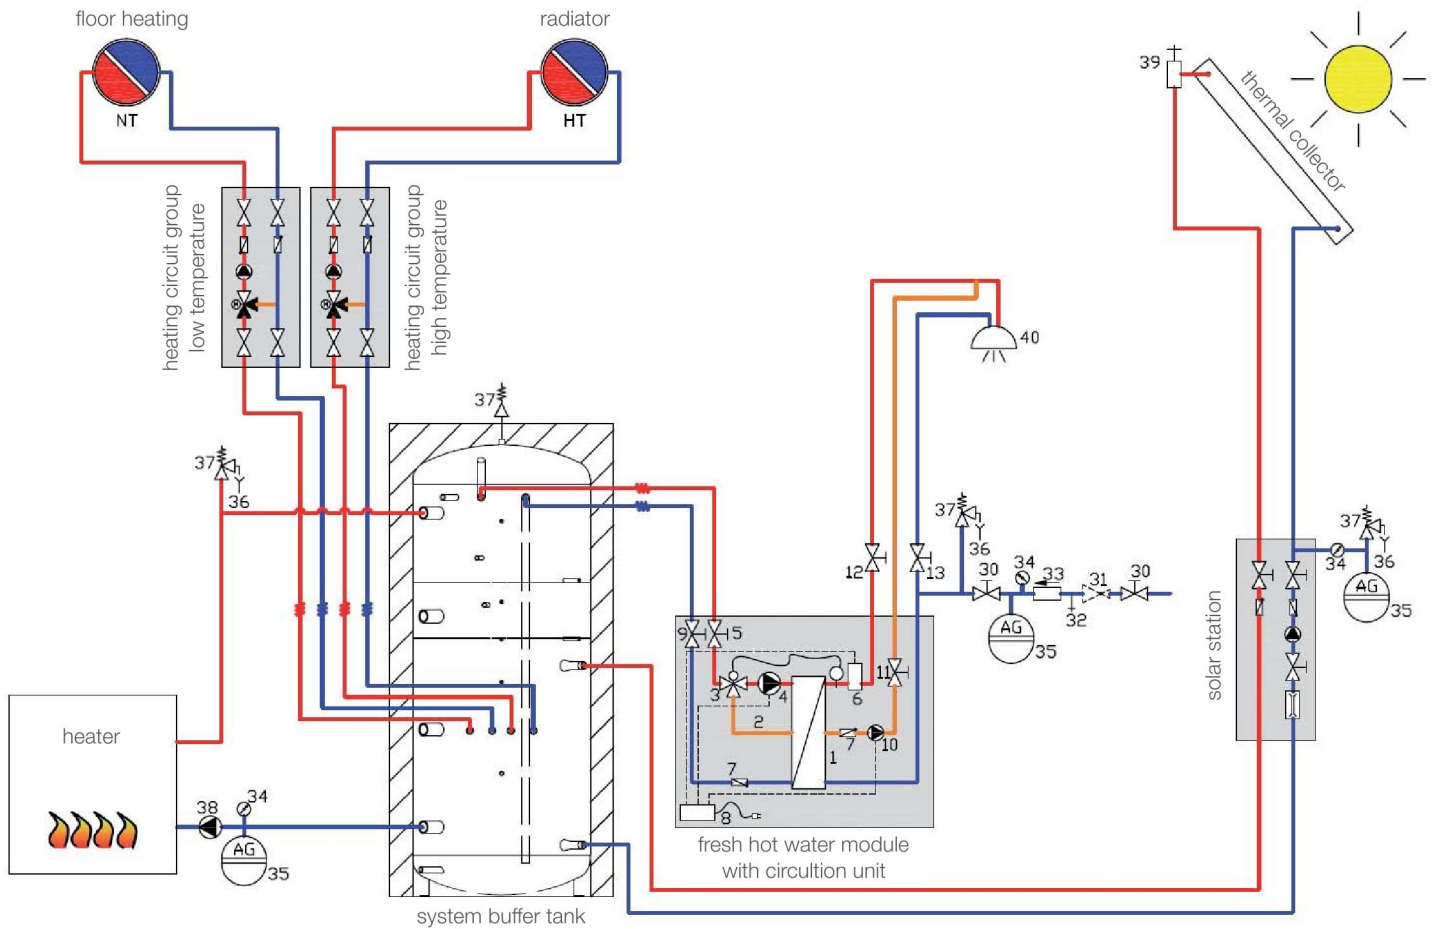 floor heating
radiator
NT
HT
39
thermal collector
heating circuit group
low temperature
heating circuit group
high temperature
40
37
37
36
12
13
37
36
30
34
33
31
30
32
AG
35
37
34
36
AG
35
solar station
9
5
3
4
6
11
2
7
10
1
7
8
fresh hot water module
with circultion unit
heater
38
34
AG
35
system buffer tank